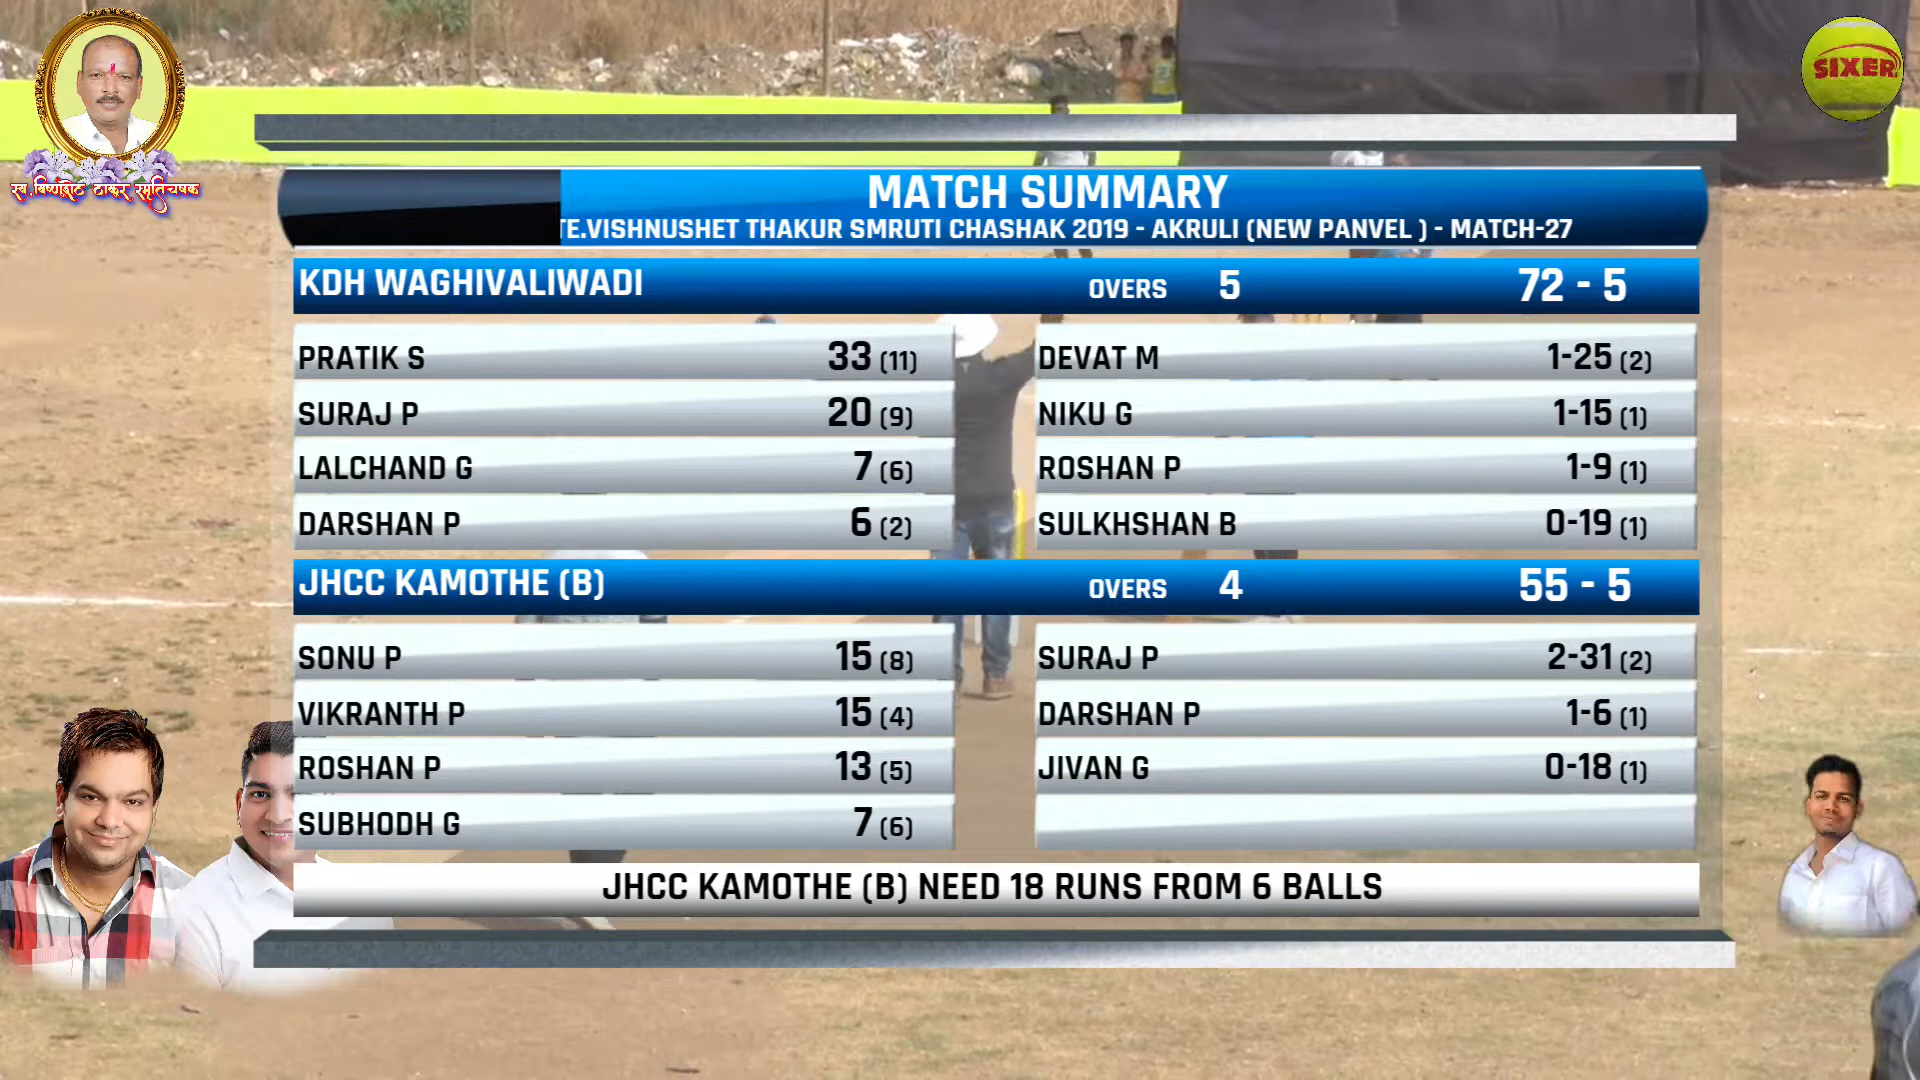 स्व. विष्णुशेठ ठाकूर स्मृतिचषक
SIXER
MATCH SUMMARY
TE.VISHNUSHET THAKUR SMRUTI CHASHAK 2019 - AKRULI (NEW PANVEL ) - MATCH-27
KDH WAGHIVALIWADI OVERS 5 72 - 5
PRATIK S 33 (11) DEVAT M 1-25 (2)
SURAJ P 20 (9) NIKU G 1-15 (1)
LALCHAND G 7 (6) ROSHAN P 1-9 (1)
DARSHAN P 6 (2) SULKHSHAN B 0-19 (1)
JHCC KAMOTHE (B) OVERS 4 55 - 5
SONU P 15 (8) SURAJ P 2-31 (2)
VIKRANTH P 15 (4) DARSHAN P 1-6 (1)
ROSHAN P 13 (5) JIVAN G 0-18 (1)
SUBHODH G 7 (6)
JHCC KAMOTHE (B) NEED 18 RUNS FROM 6 BALLS